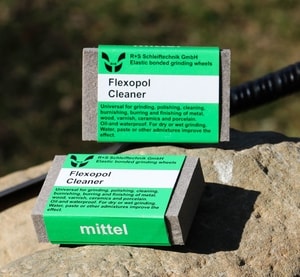 R+S Schleiftechnik GmbH
Elastic bonded grinding wheels
Flexopol
Cleaner
Universal for grinding, polishing, cleaning,
burnishing, burring and finishing of metal,
wood, varnish, ceramics and porcelain.
Oil-and waterproof. For dry or wet grinding.
Water, paste or other admixtures improve the
effect.
R+S Schleiftechnik GmbH
Elastic bonded grinding wheels
Flexopol
Cleaner
Universal for grinding, polishing, cleaning,
burnishing, burring and finishing of metal,
wood, varnish, ceramics and porcelain.
Oil-and waterproof. For dry or wet grinding.
Water, paste or other admixtures improve the
effect.
mittel